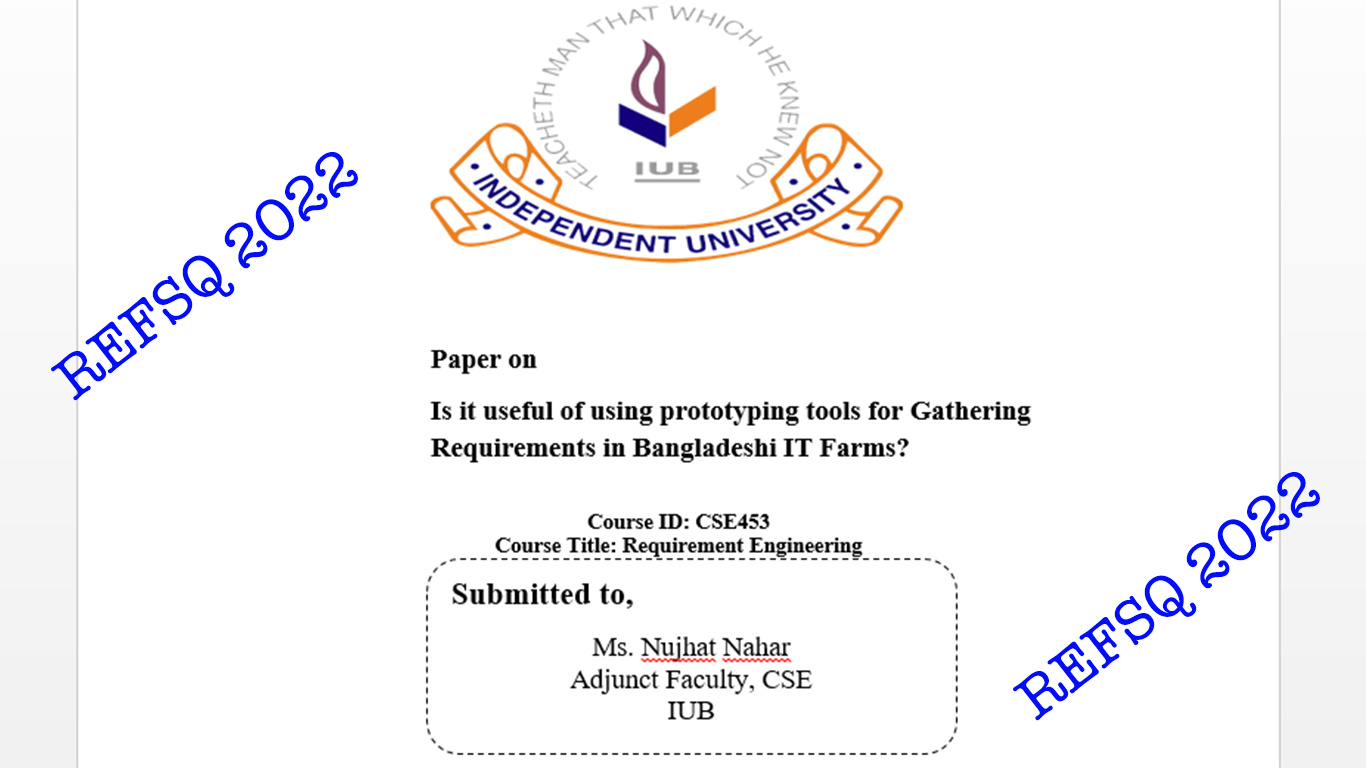 TEACHETH MAN THAT WHICH HE KNEW NOT
IUB
INDEPENDENT UNIVERSITY
REFSQ 2022
Paper on
Is it useful of using prototyping tools for Gathering
Requirements in Bangladeshi IT Farms?
Course ID: CSE453
Course Title: Requirement Engineering
Submitted to,
Ms. Nujhat Nahar
Adjunct Faculty, CSE
IUB
REFSQ 2022